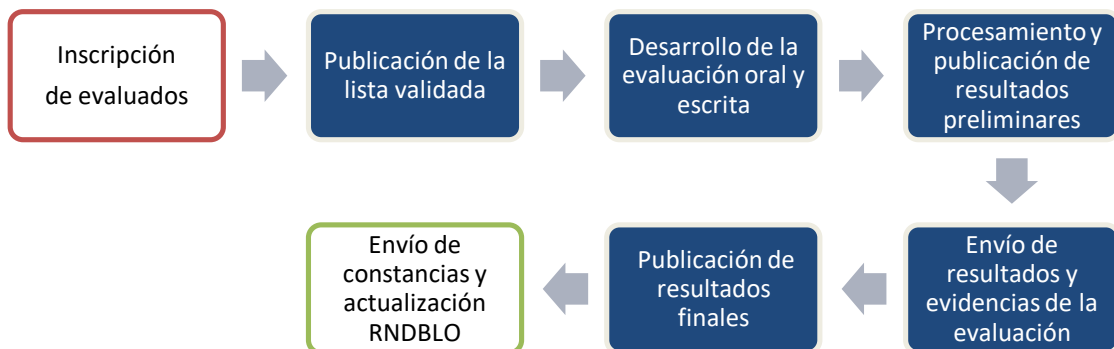 Inscripción
de evaluados
Publicación de la
lista validada
Desarrollo de la
evaluación oral y
escrita
Procesamiento y
publicación de
resultados
preliminares
Envío de
resultados y
evidencias de la
evaluación
Publicación de
resultados
finales
Envío de
constancias y
actualización
RNDBLO